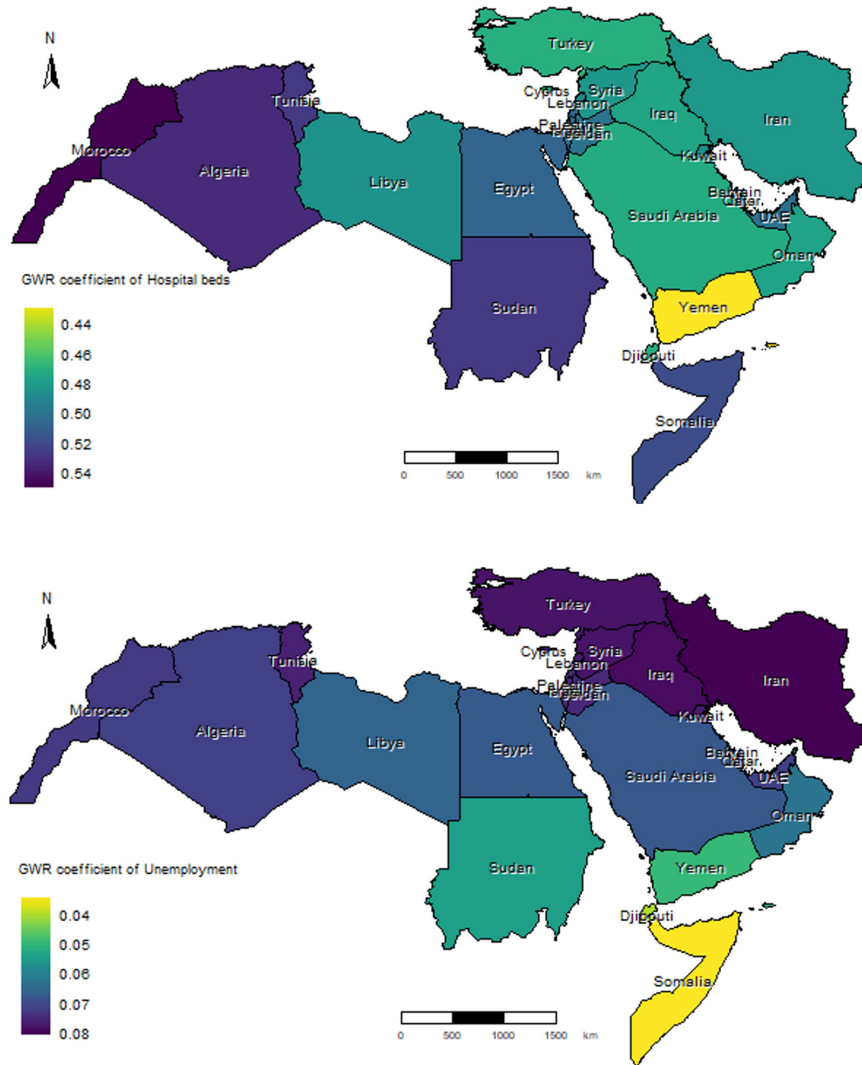 N
Turkey
Cyprus
Syria
Lebanon
Iraq
Iran
Tunisia
Palestine
Morocco
Algeria
Libya
Egypt
Kuwait
Bahrain
Qatar
UAE
Saudi Arabia
Oman
GWR coefficient of Hospital beds
0.44
0.46
0.48
0.50
0.52
0.54
Sudan
Yemen
Djibouti
Somalia
0 500 1000 1500 km
N
Turkey
Cyprus
Syria
Lebanon
Iraq
Iran
Tunisia
Palestine
Morocco
Algeria
Libya
Egypt
Kuwait
Bahrain
Qatar
UAE
Saudi Arabia
Oman
GWR coefficient of Unemployment
0.04
0.05
0.06
0.07
0.08
Sudan
Yemen
Djibouti
Somalia
0 500 1000 1500 km